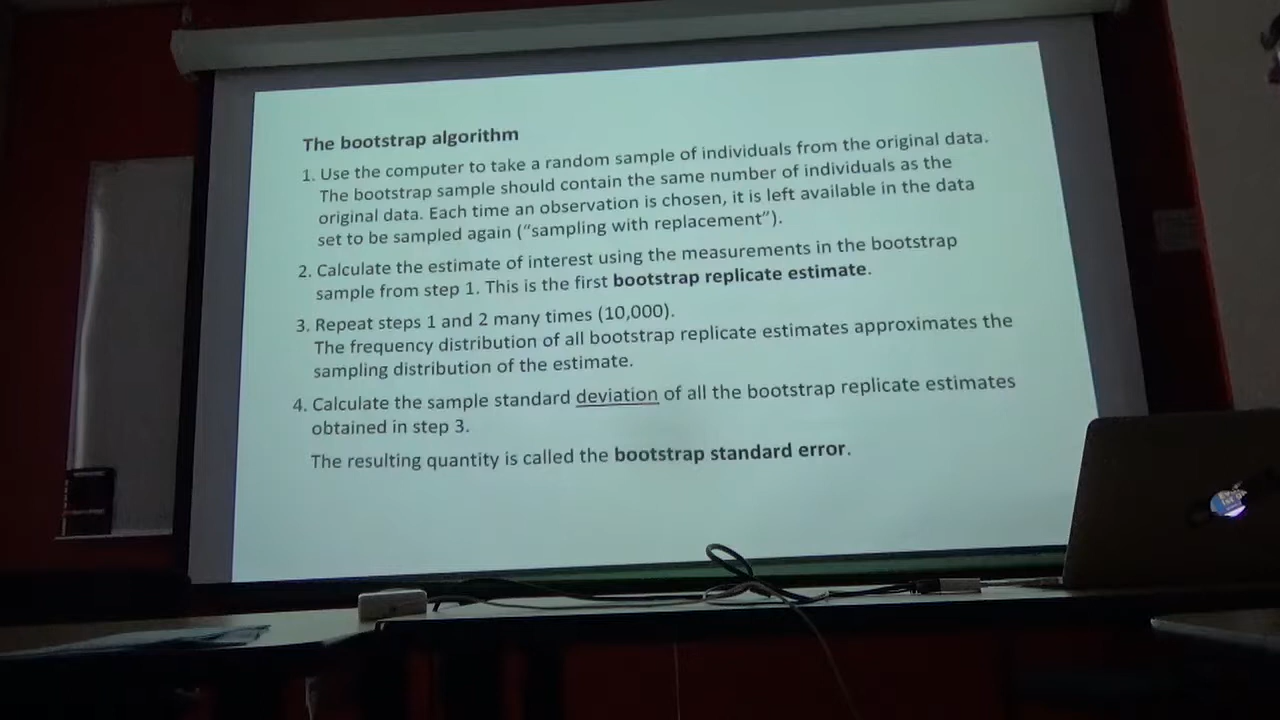 The bootstrap algorithm
1. Use the computer to take a random sample of individuals from the original data.
The bootstrap sample should contain the same number of individuals as the
original data. Each time an observation is chosen, it is left available in the data
set to be sampled again (“sampling with replacement”).
2. Calculate the estimate of interest using the measurements in the bootstrap
sample from step 1. This is the first bootstrap replicate estimate.
3. Repeat steps 1 and 2 many times (10,000).
The frequency distribution of all bootstrap replicate estimates approximates the
sampling distribution of the estimate.
4. Calculate the sample standard deviation of all the bootstrap replicate estimates
obtained in step 3.
The resulting quantity is called the bootstrap standard error.